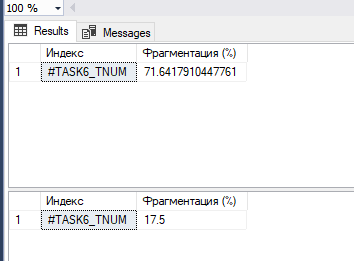 100 %
Results Messages
Индекс Фрагментация (%)
1 #TASK6_TNUM 71.6417910447761
Индекс Фрагментация (%)
1 #TASK6_TNUM 17.5